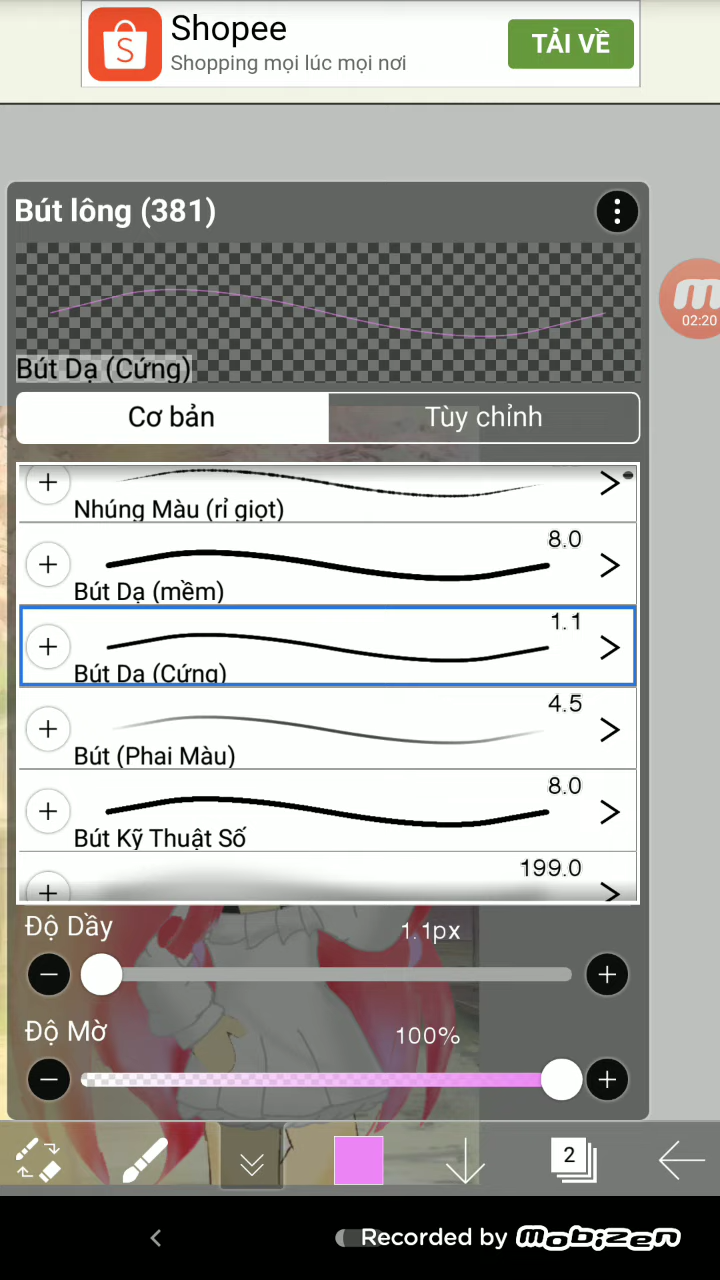 Shopee
Shopping mọi lúc mọi nơi
TẢI VỀ
Bút lông (381)
02:20
Bút Dạ (Cứng)
Cơ bản
Tùy chỉnh
Nhúng Màu (rỉ giọt)
8.0
Bút Dạ (mềm)
1.1
Bút Dạ (Cứng)
4.5
Bút (Phai Màu)
8.0
Bút Kỹ Thuật Số
199.0
Độ Dầy
1.1px
Độ Mờ
100%
2
Recorded by mobizen